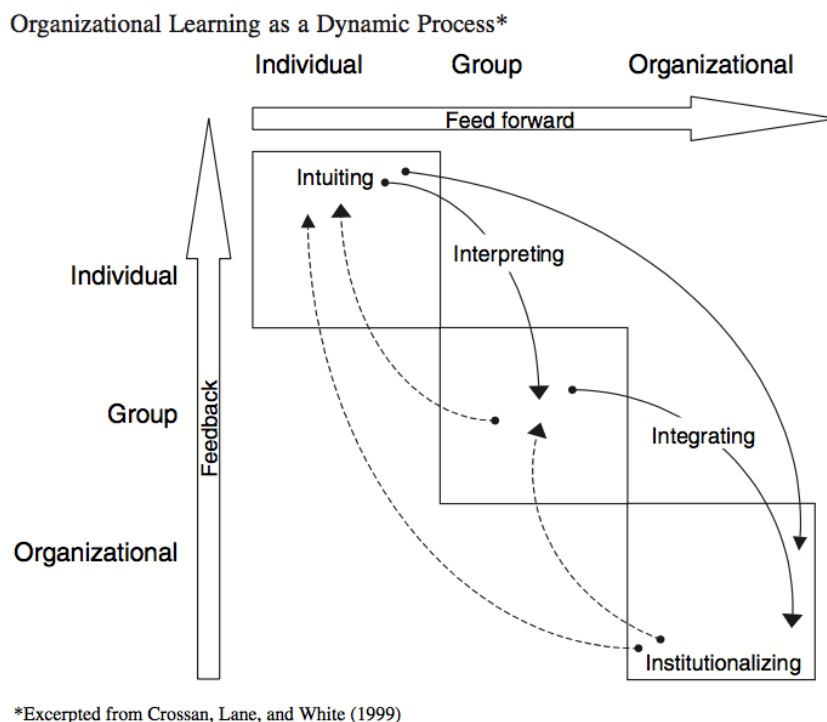 Organizational Learning as a Dynamic Process*
Individual Group Organizational
Feed forward
Intuiting
Interpreting
Individual
Group
Feedback
Integrating
Organizational
Institutionalizing
*Excerpted from Crossan, Lane, and White (1999)